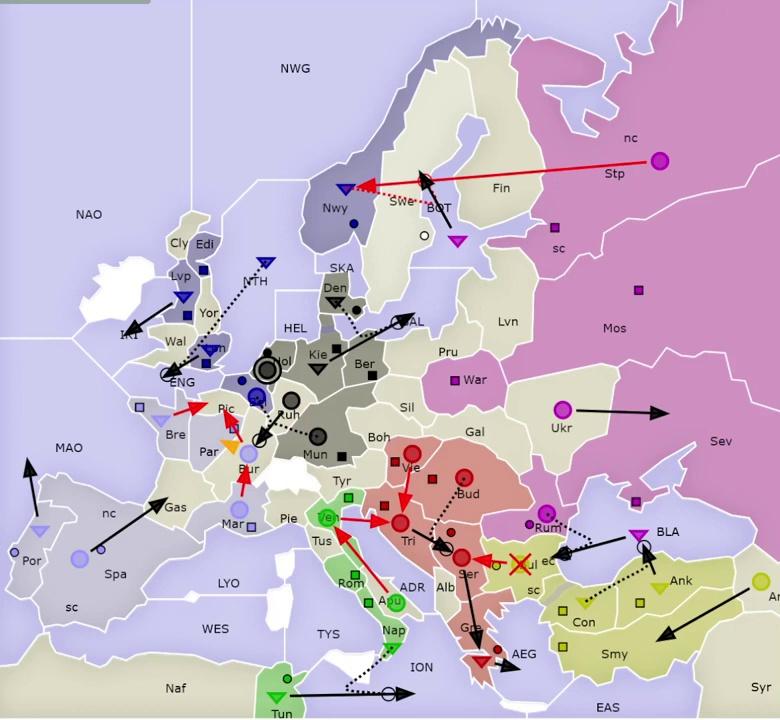 NWG
nc
Stp
Fin
NAO
Nwy
Swe
BOT
Cly
Edi
sc
SKA
Lvp
NTH
Den
Mos
IRI
Yor
Lvn
HEL
BAL
Wal
Hol
Kie
Ber
Pru
ENG
War
Bel
Ruh
Sil
Pic
Ukr
Bre
Gal
Sev
Par
Mun
Boh
MAO
Vie
Bur
Tyr
Bud
nc
Gas
Mar
Ven
Rum
Pie
Tri
BLA
Por
Tus
Spa
Ser
Bul
ec
LYO
Rom
ADR
Alb
sc
Ank
Apu
sc
Con
WES
Nap
Gre
TYS
Smy
ION
AEG
Naf
Syr
Tun
EAS